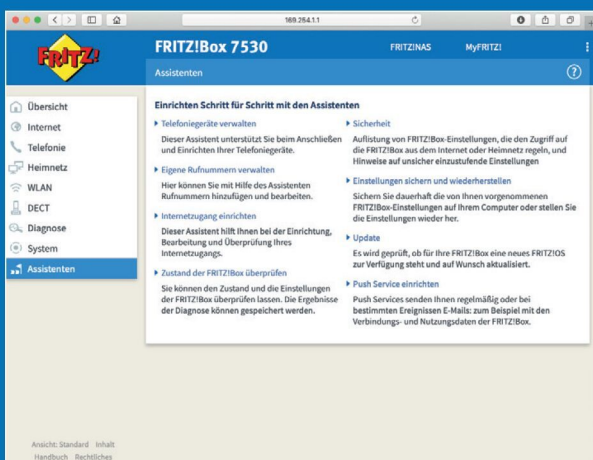 169.254.1.1
FRITZ!
FRITZ!Box 7530
FRITZ!NAS
MyFRITZ!
Assistenten
Übersicht
Internet
Telefonie
Heimnetz
WLAN
DECT
Diagnose
System
Assistenten
Einrichten Schritt für Schritt mit den Assistenten
Telefoniegeräte verwalten
Dieser Assistent unterstützt Sie beim Anschließen
und Einrichten Ihrer Telefoniegeräte.
Eigene Rufnummern verwalten
Hier können Sie mit Hilfe des Assistenten
Rufnummern hinzufügen und bearbeiten.
Internetzugang einrichten
Dieser Assistent hilft Ihnen bei der Einrichtung,
Bearbeitung und Überprüfung Ihres
Internetzugangs.
Zustand der FRITZ!Box überprüfen
Sie können den Zustand und die Einstellungen
der FRITZ!Box überprüfen lassen. Die Ergebnisse
der Diagnose können gespeichert werden.
Sicherheit
Auflistung von FRITZ!Box-Einstellungen, die den Zugriff auf
die FRITZ!Box aus dem Internet oder Heimnetz regeln, und
Hinweise auf unsicher einzustufende Einstellungen
Einstellungen sichern und wiederherstellen
Sichern Sie dauerhaft die von Ihnen vorgenommenen
FRITZ!Box-Einstellungen auf Ihrem Computer oder stellen Sie
die Einstellungen wieder her.
Update
Es wird geprüft, ob für Ihre FRITZ!Box eine neues FRITZ!OS
zur Verfügung steht und auf Wunsch aktualisiert.
Push Service einrichten
Push Services senden Ihnen regelmäßig oder bei
bestimmten Ereignissen E-Mails: zum Beispiel mit den
Verbindungs- und Nutzungsdaten der FRITZ!Box.
Ansicht: Standard Inhalt
Handbuch Rechtliches